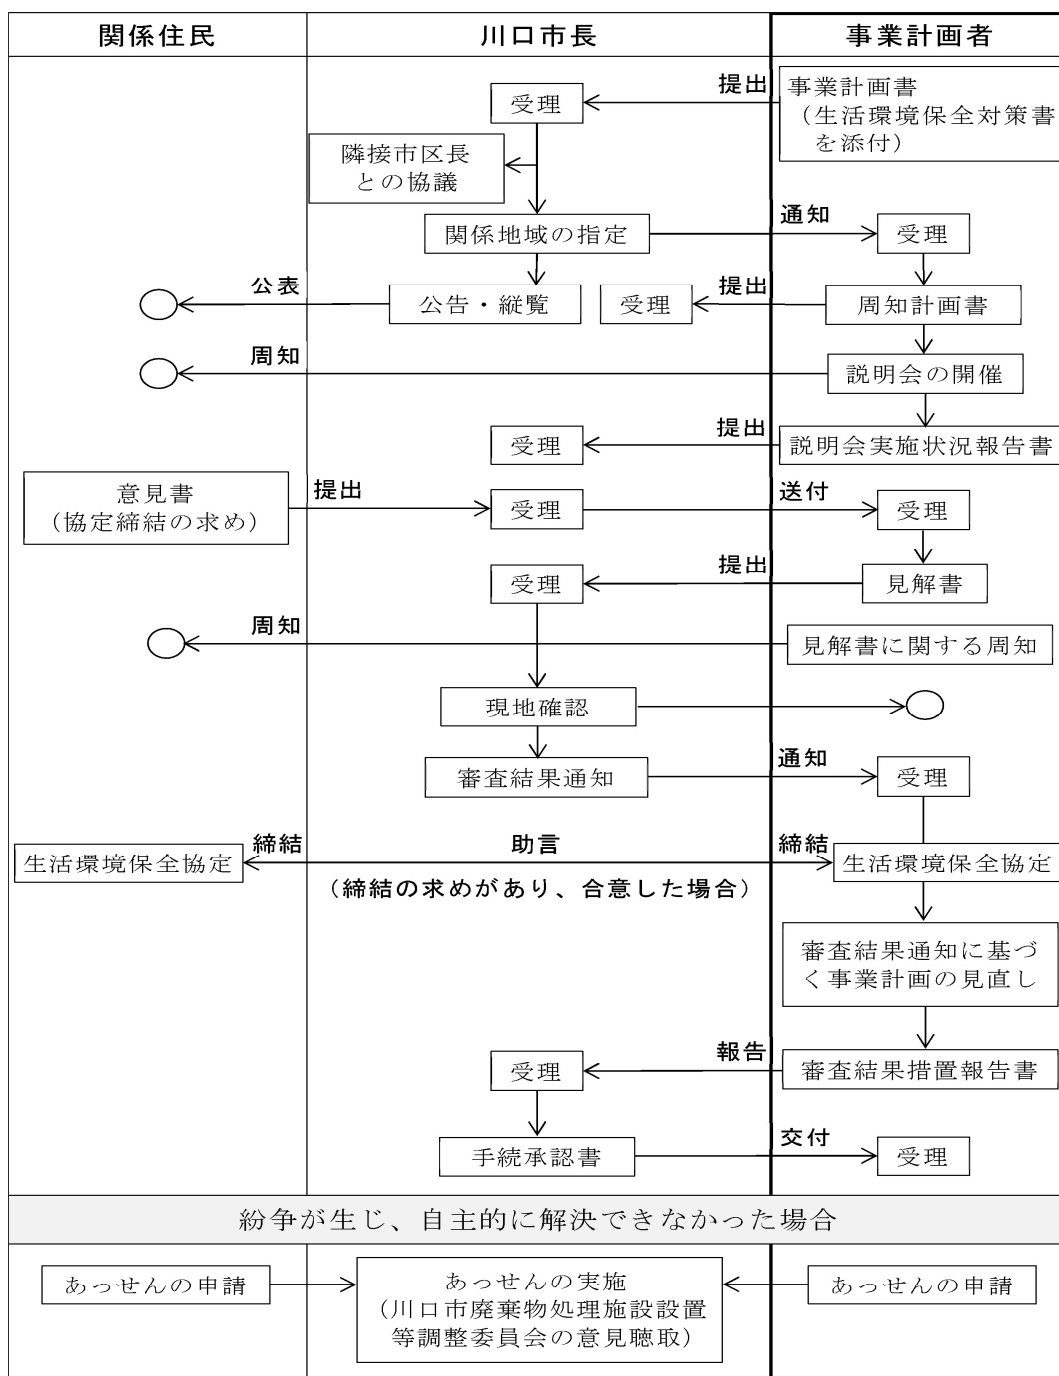 関係住民
川口市長
事業計画者
提出
受理
事業計画書
(生活環境保全対策書
を添付)
隣接市区長
との協議
関係地域の指定
通知
受理
公表
公告・縦覧
受理
提出
周知計画書
周知
説明会の開催
受理
提出
説明会実施状況報告書
意見書
(協定締結の求め)
提出
受理
送付
受理
受理
提出
見解書
周知
見解書に関する周知
現地確認
審査結果通知
通知
受理
生活環境保全協定
締結
助言
締結
生活環境保全協定
(締結の求めがあり、合意した場合)
審査結果通知に基づ
く事業計画の見直し
受理
報告
審査結果措置報告書
手続承認書
交付
受理
紛争が生じ、自主的に解決できなかった場合
あっせんの申請
あっせんの実施
(川口市廃棄物処理施設設置
等調整委員会の意見聴取)
あっせんの申請